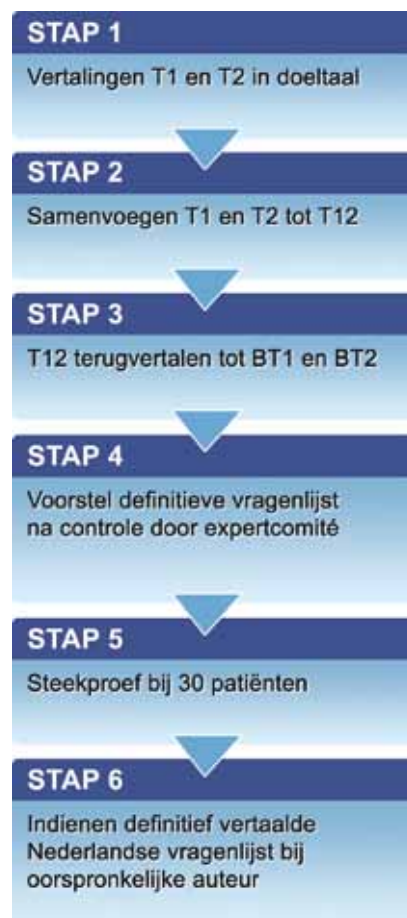 STAP 1
Vertalingen T1 en T2 in doeltaal
STAP 2
Samenvoegen T1 en T2 tot T12
STAP 3
T12 terugvertalen tot BT1 en BT2
STAP 4
Voorstel definitieve vragenlijst
na controle door expertcomité
STAP 5
Steekproef bij 30 patiënten
STAP 6
Indienen definitief vertaalde
Nederlandse vragenlijst bij
oorspronkelijke auteur